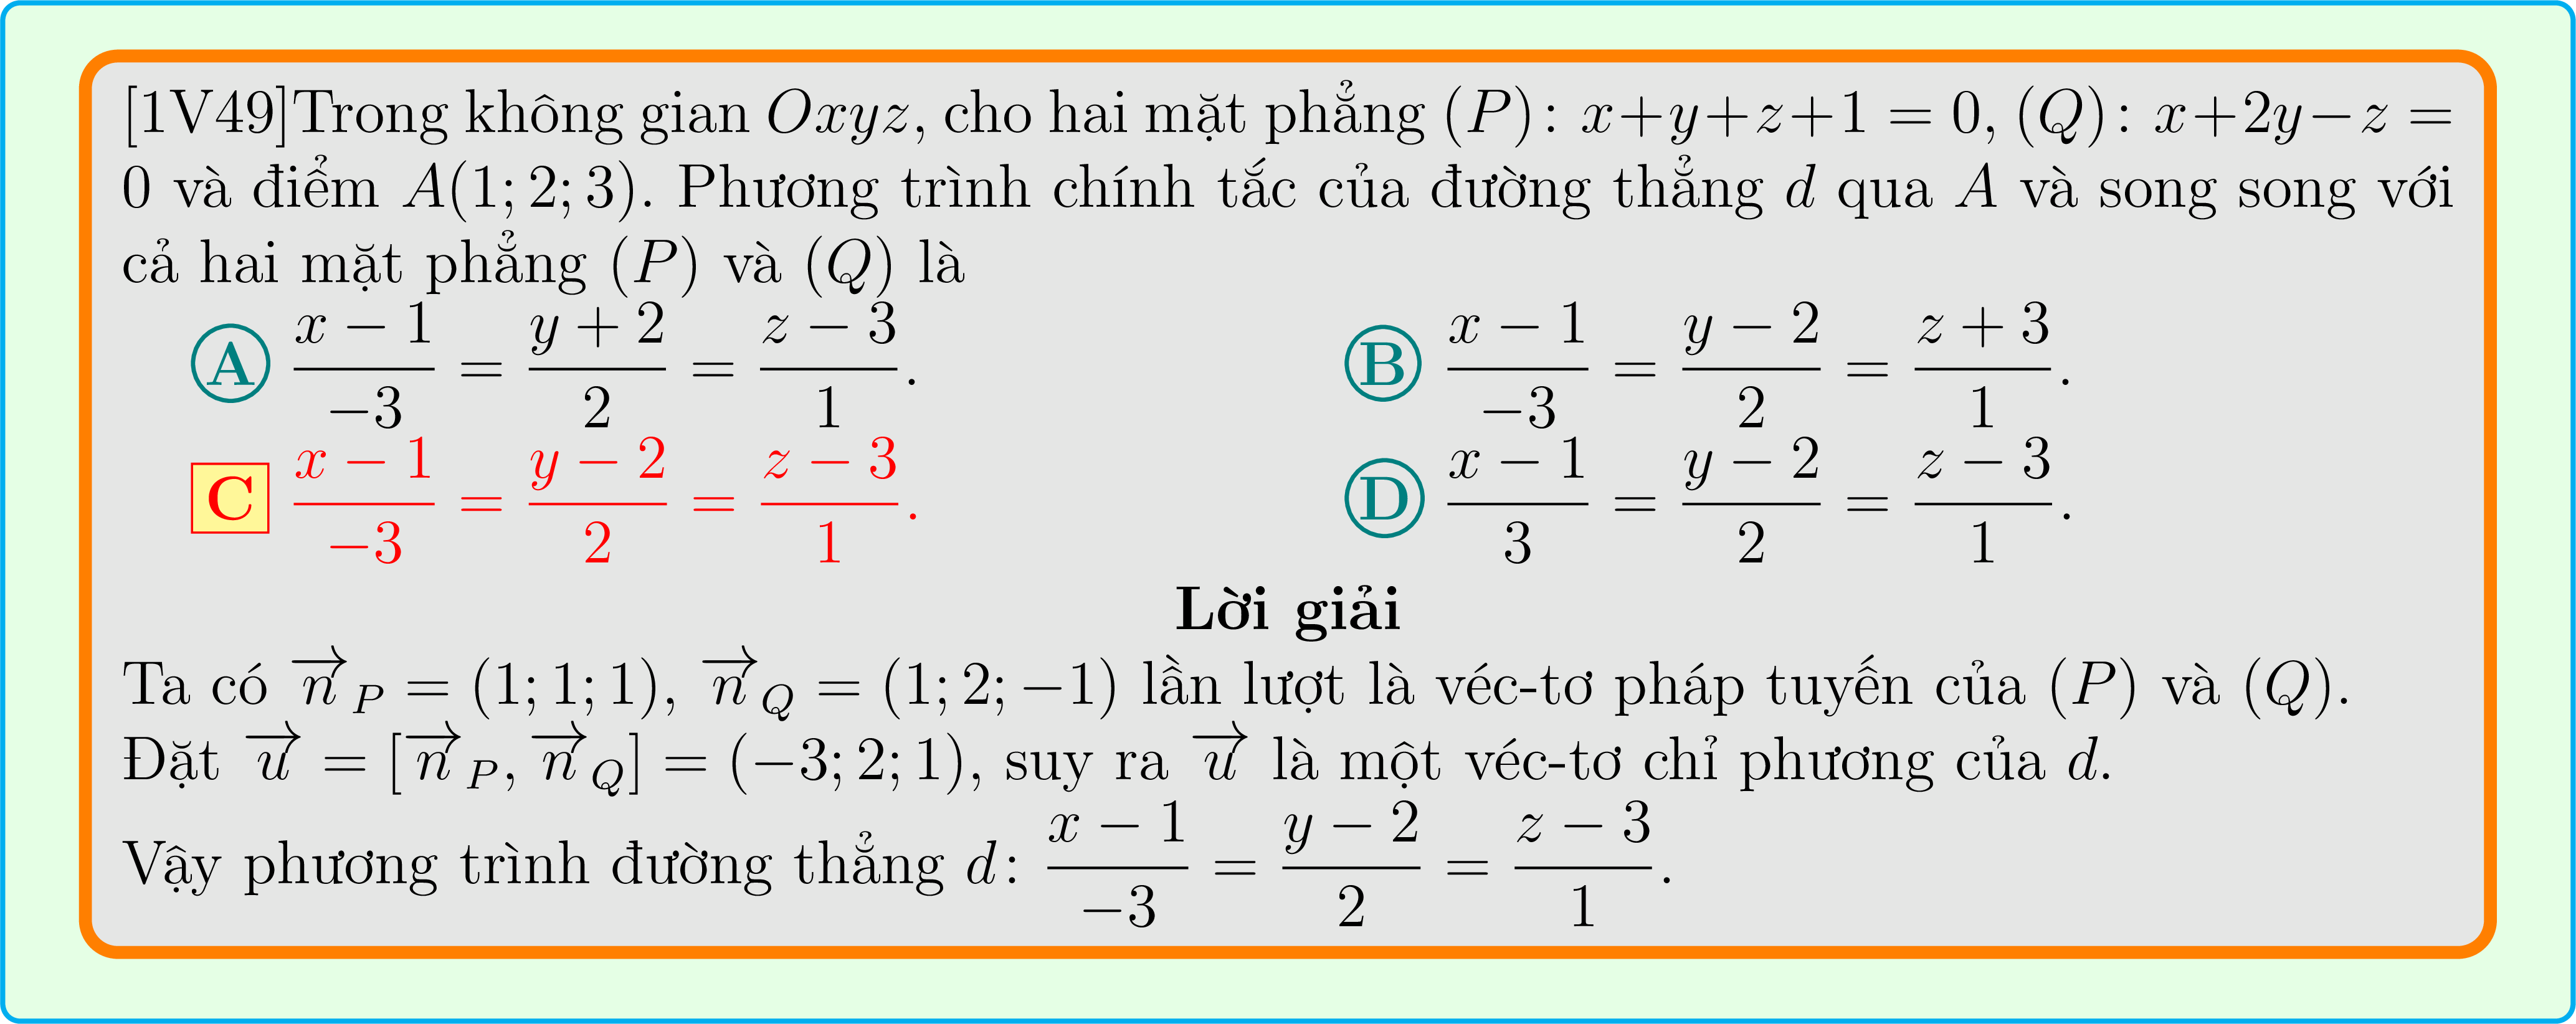 [1V49]Trong không gian Oxyz, cho hai mặt phẳng (P): x+y+z+1 = 0, (Q): x+2y−z =
0 và điểm A(1; 2; 3). Phương trình chính tắc của đường thẳng d qua A và song song với
cả hai mặt phẳng (P) và (Q) là
A $\frac{x-1}{-3} = \frac{y+2}{2} = \frac{z-3}{1}$. B $\frac{x-1}{-3} = \frac{y-2}{2} = \frac{z+3}{1}$.
C $\frac{x-1}{-3} = \frac{y-2}{2} = \frac{z-3}{1}$. D $\frac{x-1}{3} = \frac{y-2}{2} = \frac{z-3}{1}$.
Lời giải
Ta có $\overrightarrow{n}_P$ = (1; 1; 1), $\overrightarrow{n}_Q$ = (1; 2; −1) lần lượt là véc-tơ pháp tuyến của (P) và (Q).
Đặt $\overrightarrow{u}$ = [$\overrightarrow{n}_P$, $\overrightarrow{n}_Q$] = (−3; 2; 1), suy ra $\overrightarrow{u}$ là một véc-tơ chỉ phương của d.
Vậy phương trình đường thẳng d: $\frac{x-1}{-3} = \frac{y-2}{2} = \frac{z-3}{1}$.